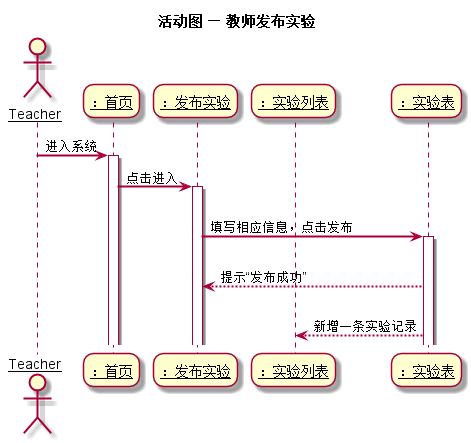 活动图 — 教师发布实验
Teacher
: 首页
: 发布实验
: 实验列表
: 实验表
进入系统
点击进入
填写相应信息，点击发布
提示“发布成功”
新增一条实验记录
Teacher
: 首页
: 发布实验
: 实验列表
: 实验表